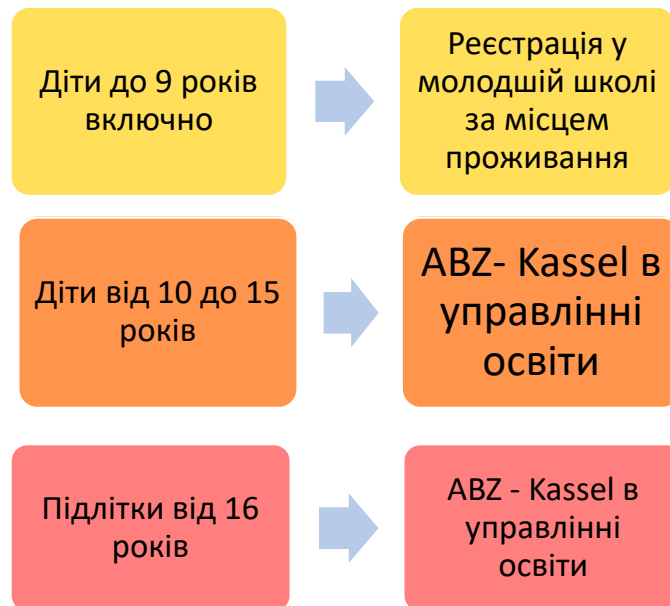 Діти до 9 років
включно
Реєстрація у
молодшій школі
за місцем
проживання
Діти від 10 до 15
років
ABZ- Kassel в
управлінні
освіти
Підлітки від 16
років
ABZ - Kassel в
управлінні
освіти